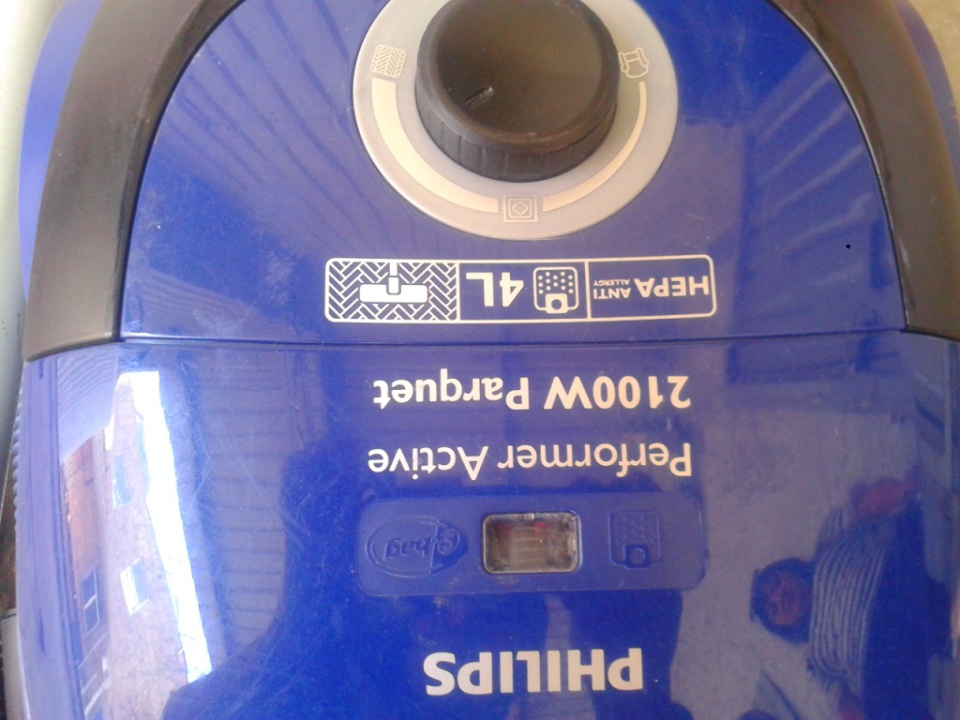 PHILIPS
s-bag
Performer Active
2100W Parquet
HEPA ANTI ALLERGY 4L